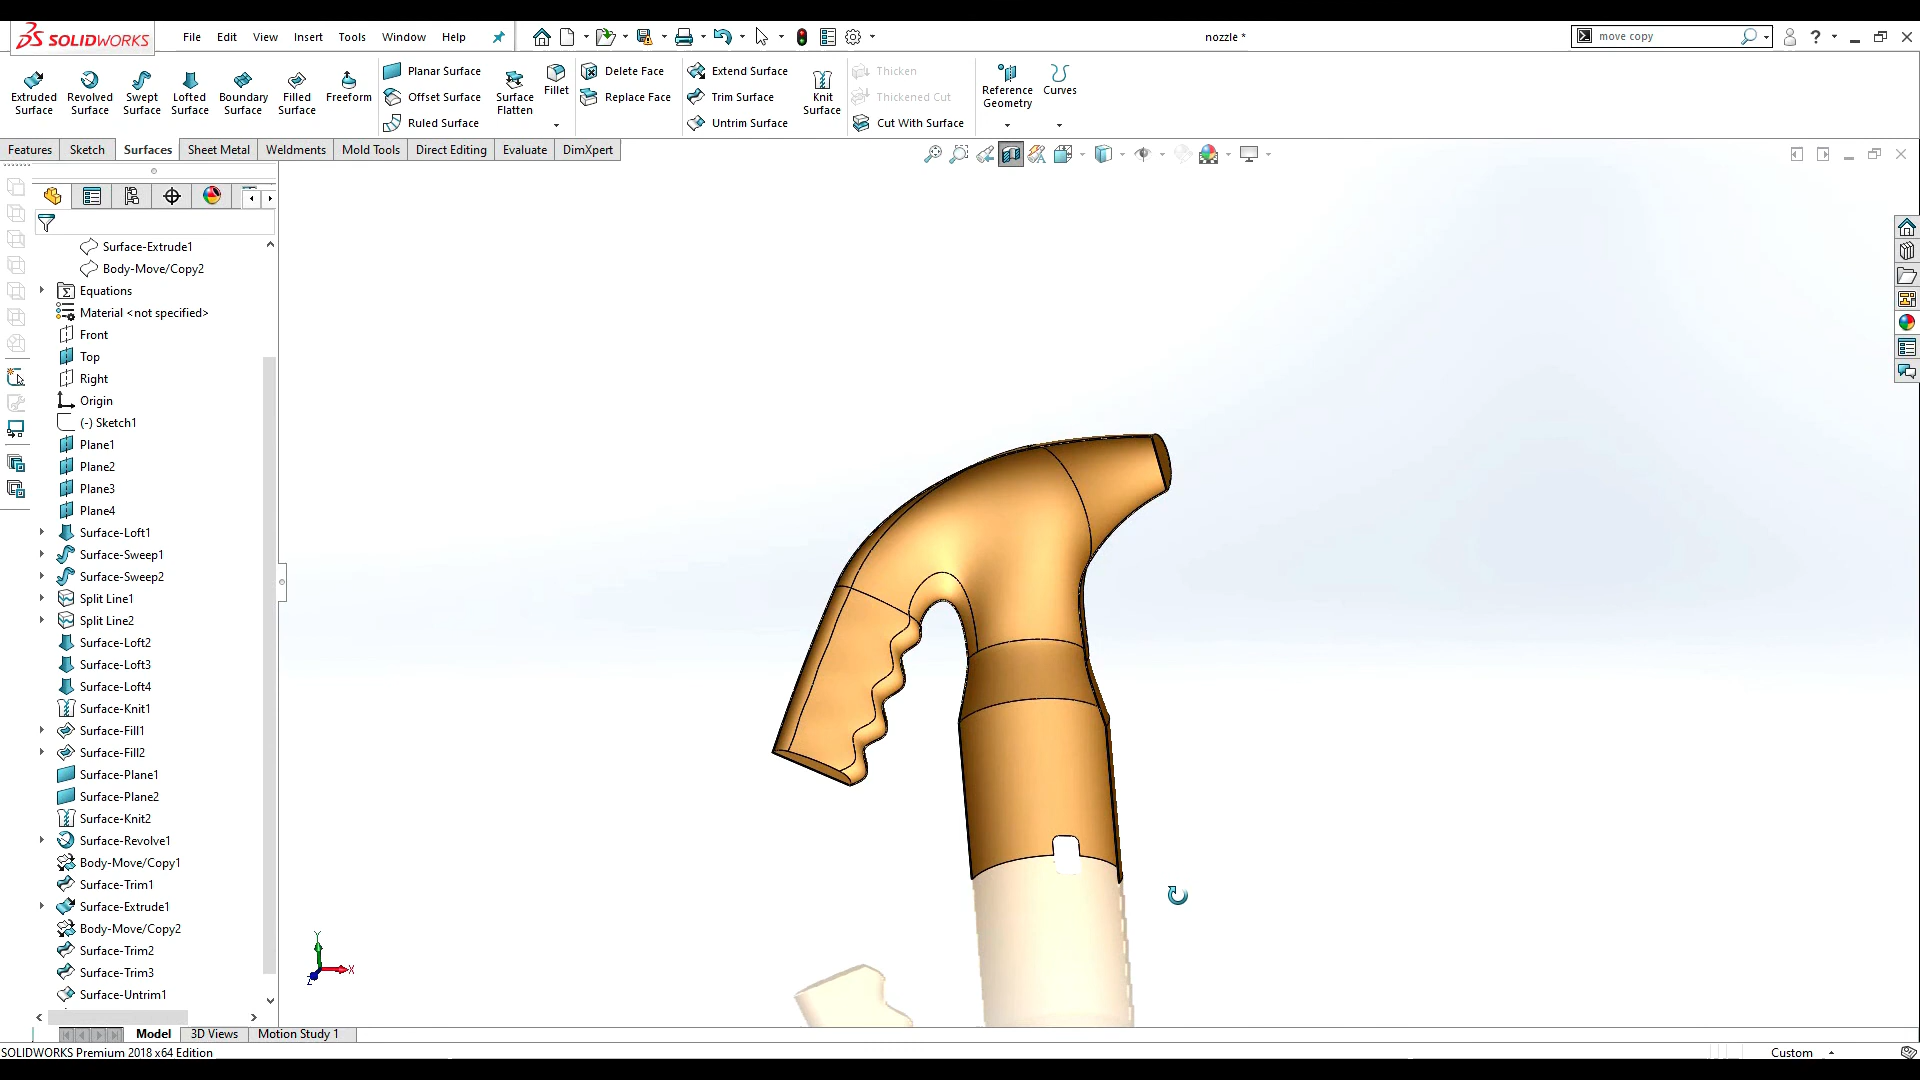 SOLIDWORKS
File Edit View Insert Tools Window Help
nozzle *
move copy
Extruded Surface
Revolved Surface
Swept Surface
Lofted Surface
Boundary Surface
Filled Surface
Freeform
Planar Surface
Offset Surface
Ruled Surface
Surface Flatten
Fillet
Delete Face
Replace Face
Extend Surface
Trim Surface
Untrim Surface
Knit Surface
Thicken
Thickened Cut
Cut With Surface
Reference Geometry
Curves
Features Sketch Surfaces Sheet Metal Weldments Mold Tools Direct Editing Evaluate DimXpert
Surface-Extrude1
Body-Move/Copy2
Equations
Material <not specified>
Front
Top
Right
Origin
(-) Sketch1
Plane1
Plane2
Plane3
Plane4
Surface-Loft1
Surface-Sweep1
Surface-Sweep2
Split Line1
Split Line2
Surface-Loft2
Surface-Loft3
Surface-Loft4
Surface-Knit1
Surface-Fill1
Surface-Fill2
Surface-Plane1
Surface-Plane2
Surface-Knit2
Surface-Revolve1
Body-Move/Copy1
Surface-Trim1
Surface-Extrude1
Body-Move/Copy2
Surface-Trim2
Surface-Trim3
Surface-Untrim1
Y
X
Z
Model 3D Views Motion Study 1
SOLIDWORKS Premium 2018 x64 Edition
Custom